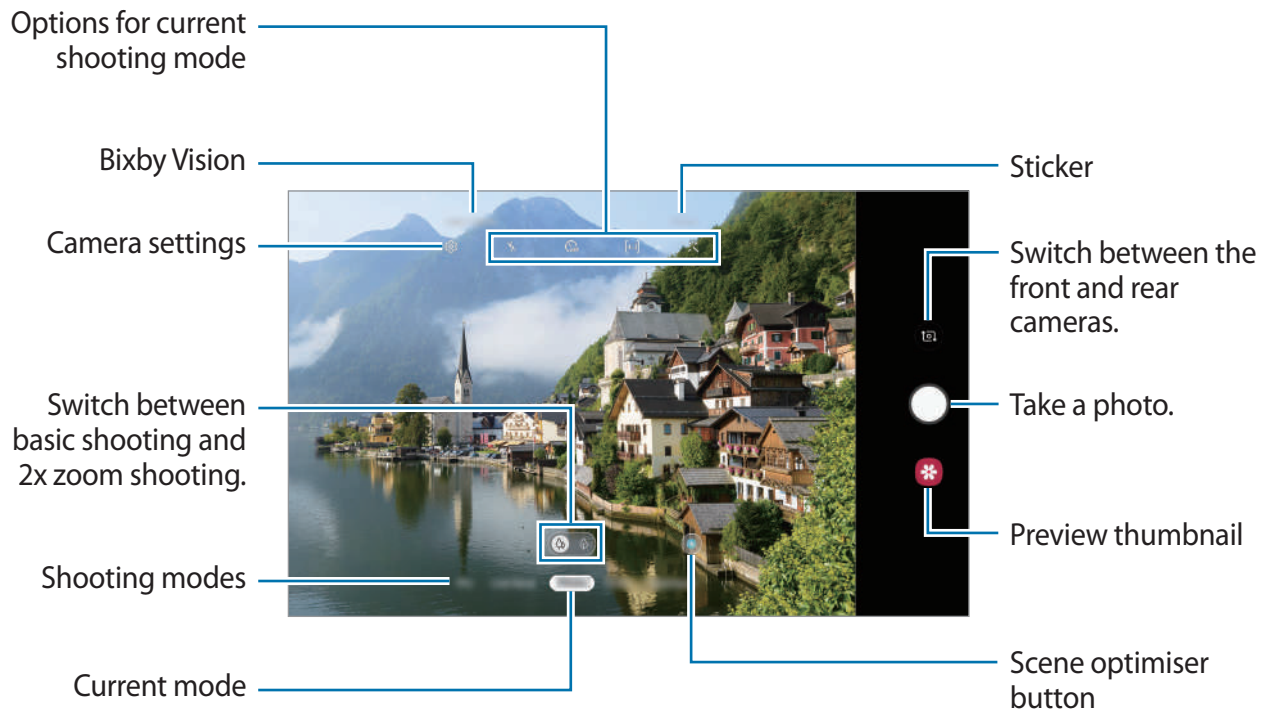 Options for current
shooting mode
Bixby Vision
Camera settings
Switch between
basic shooting and
2x zoom shooting.
Shooting modes
Current mode
Sticker
Switch between the
front and rear
cameras.
Take a photo.
Preview thumbnail
Scene optimiser
button